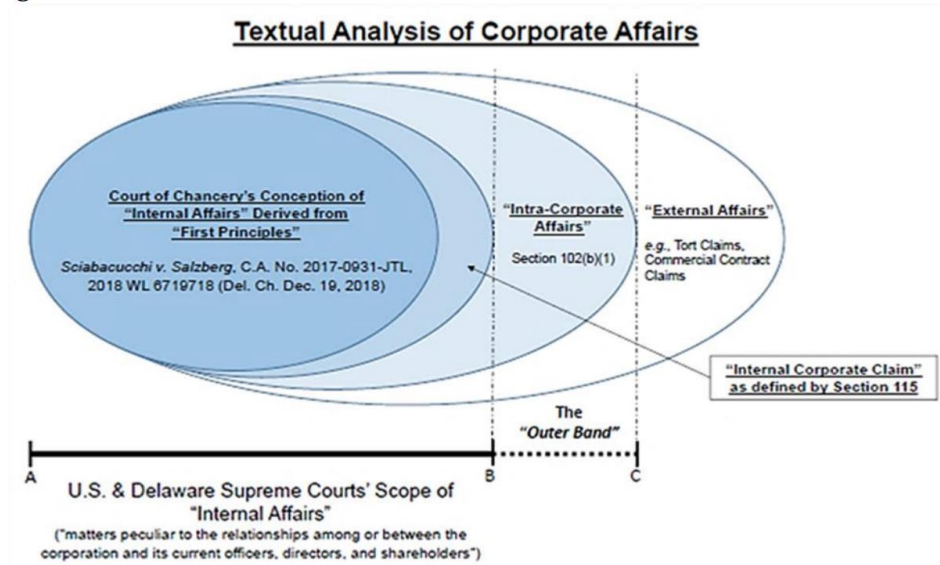 Textual Analysis of Corporate Affairs
Court of Chancery's Conception of
"Internal Affairs" Derived from
"First Principles"
Sciabacucchi v. Salzberg, C.A. No. 2017-0931-JTL,
2018 WL 6719718 (Del. Ch. Dec. 19, 2018)
"Intra-Corporate
Affairs"
Section 102(b)(1)
"External Affairs"
e.g., Tort Claims,
Commercial Contract
Claims
"Internal Corporate Claim"
as defined by Section 115
The
"Outer Band"
A
B
C
U.S. & Delaware Supreme Courts' Scope of
"Internal Affairs"
("matters peculiar to the relationships among or between the
corporation and its current officers, directors, and shareholders")